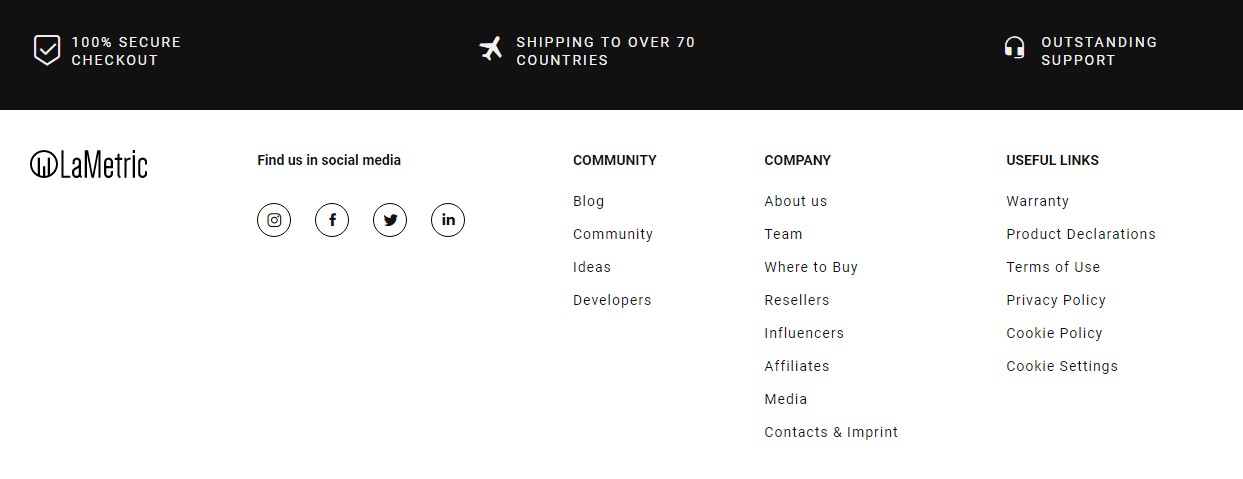 100% SECURE
CHECKOUT
SHIPPING TO OVER 70
COUNTRIES
OUTSTANDING
SUPPORT
LaMetric
Find us in social media
COMMUNITY
Blog
Community
Ideas
Developers
COMPANY
About us
Team
Where to Buy
Resellers
Influencers
Affiliates
Media
Contacts & Imprint
USEFUL LINKS
Warranty
Product Declarations
Terms of Use
Privacy Policy
Cookie Policy
Cookie Settings